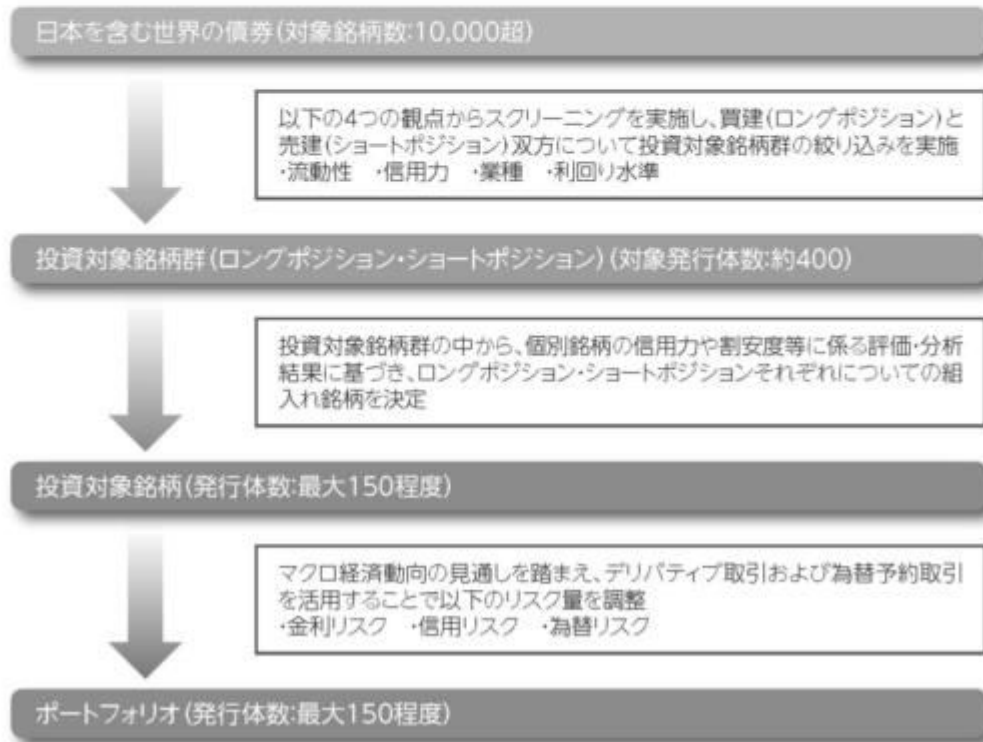 日本を含む世界の債券(対象銘柄数:10,000超)
以下の4つの観点からスクリーニングを実施し、買建(ロングポジション)と
売建(ショートポジション)双方について投資対象銘柄群の絞り込みを実施
・流動性　・信用力　・業種　・利回り水準
投資対象銘柄群(ロングポジション・ショートポジション)(対象発行体数:約400)
投資対象銘柄群の中から、個別銘柄の信用力や割安度等に係る評価・分析
結果に基づき、ロングポジション・ショートポジションそれぞれについての組
入れ銘柄を決定
投資対象銘柄(発行体数:最大150程度)
マクロ経済動向の見通しを踏まえ、デリバティブ取引および為替予約取引
を活用することで以下のリスク量を調整
・金利リスク　・信用リスク　・為替リスク
ポートフォリオ(発行体数:最大150程度)